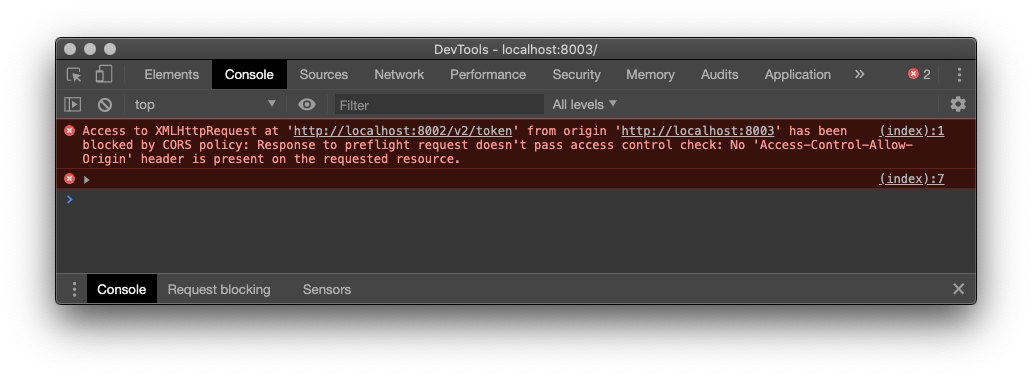 DevTools - localhost:8003/
Elements Console Sources Network Performance Security Memory Audits Application » 2
top Filter All levels
Access to XMLHttpRequest at 'http://localhost:8002/v2/token' from origin 'http://localhost:8003' has been (index):1
blocked by CORS policy: Response to preflight request doesn't pass access control check: No 'Access-Control-Allow-
Origin' header is present on the requested resource.
(index):7
Console Request blocking Sensors